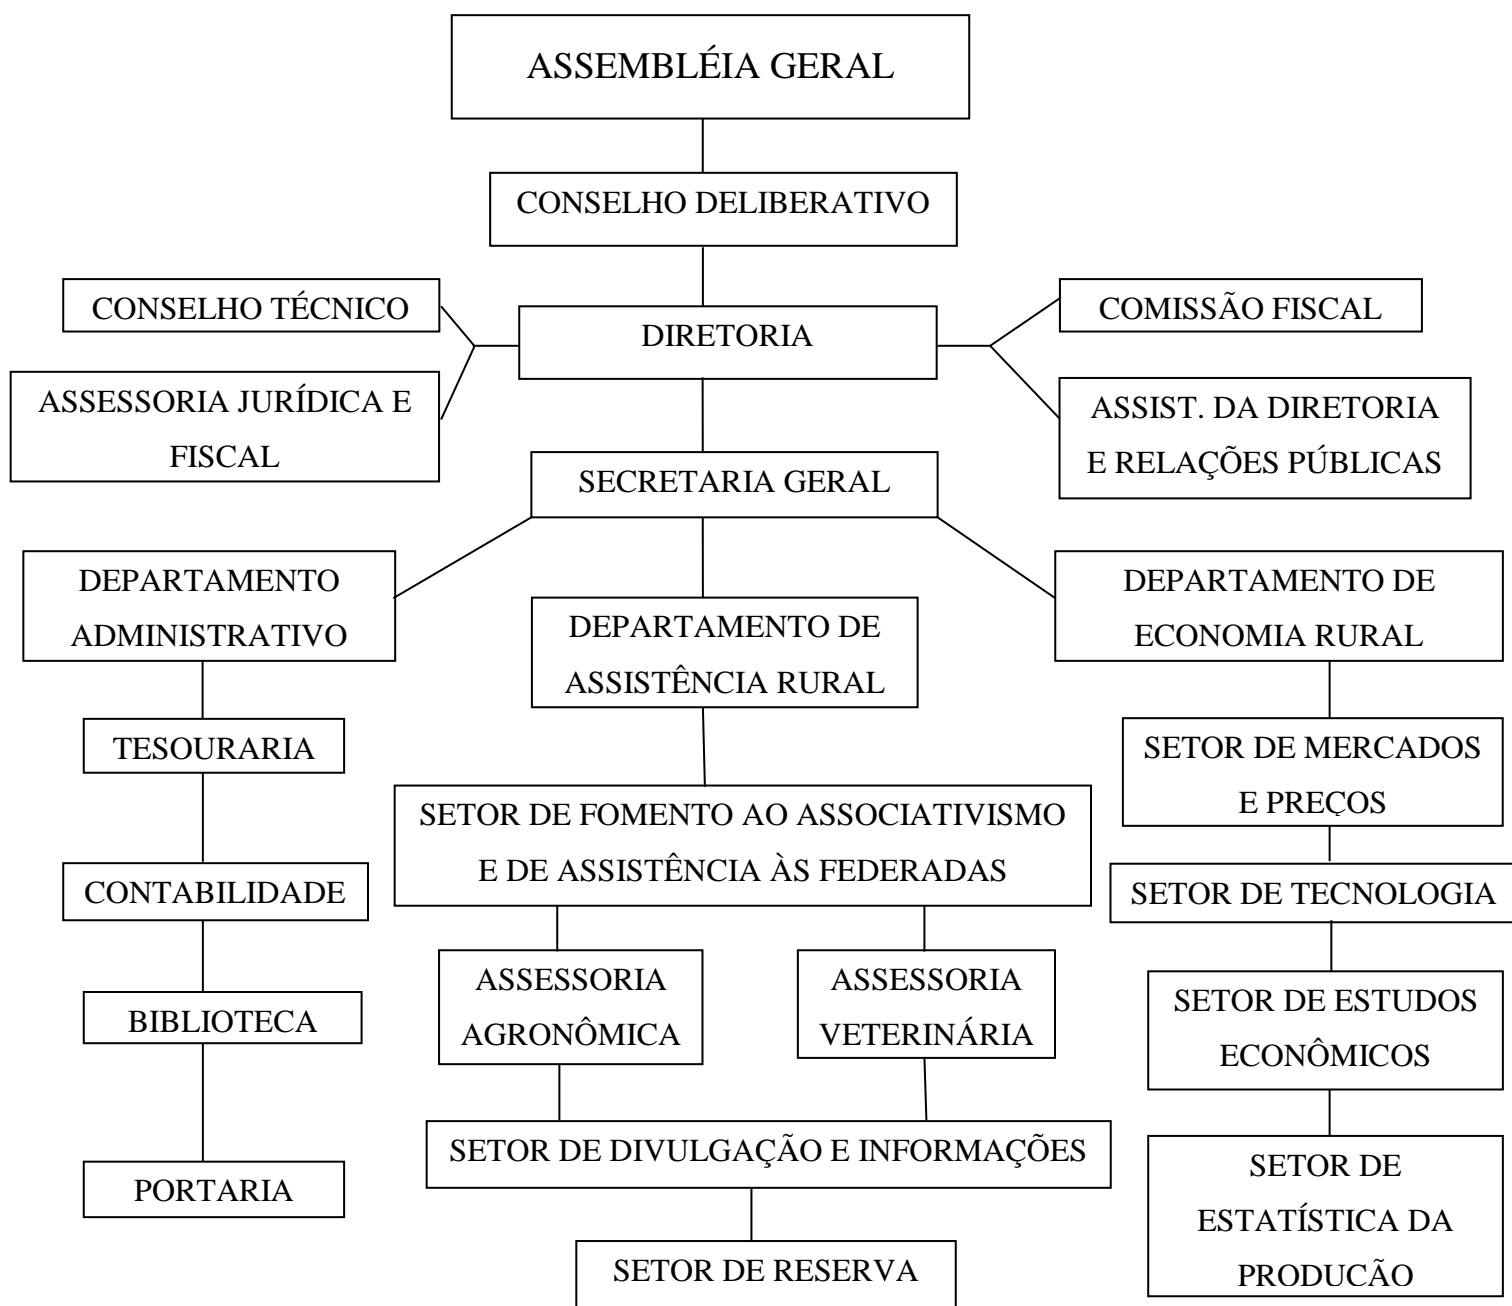 ASSEMBLÉIA GERAL
CONSELHO DELIBERATIVO
CONSELHO TÉCNICO
COMISSÃO FISCAL
DIRETORIA
ASSESSORIA JURÍDICA E
FISCAL
ASSIST. DA DIRETORIA
E RELAÇÕES PÚBLICAS
SECRETARIA GERAL
DEPARTAMENTO
ADMINISTRATIVO
DEPARTAMENTO DE
ASSISTÊNCIA RURAL
DEPARTAMENTO DE
ECONOMIA RURAL
TESOURARIA
SETOR DE MERCADOS
E PREÇOS
SETOR DE FOMENTO AO ASSOCIATIVISMO
E DE ASSISTÊNCIA ÀS FEDERADAS
CONTABILIDADE
SETOR DE TECNOLOGIA
ASSESSORIA
AGRONÔMICA
ASSESSORIA
VETERINÁRIA
SETOR DE ESTUDOS
ECONÔMICOS
BIBLIOTECA
SETOR DE DIVULGAÇÃO E INFORMAÇÕES
PORTARIA
SETOR DE
ESTATÍSTICA DA
PRODUCÃO
SETOR DE RESERVA